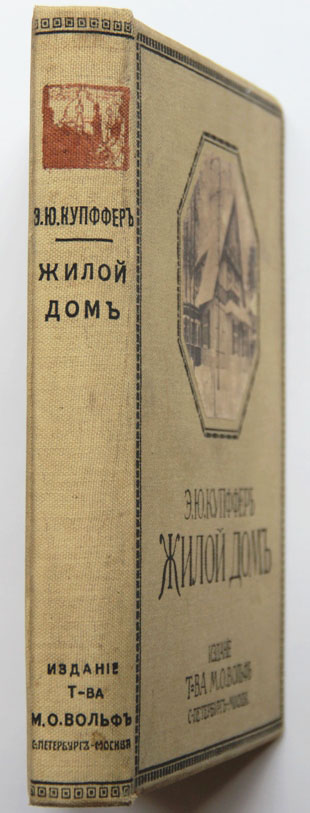 Э.Ю.КУПФФЕРЪ
ЖИЛОЙ
ДОМЪ
ИЗДАНІЕ
Т-ВА
М.О.ВОЛЬФЪ
С-ПЕТЕРБУРГЪ-МОСКВА
Э.Ю.КУПФФЕРЪ
ЖИЛОЙ ДОМЪ
ИЗДАНІЕ
Т-ВА М.О.ВОЛЬФЪ
С-ПЕТЕРБУРГЪ-МОСКВА